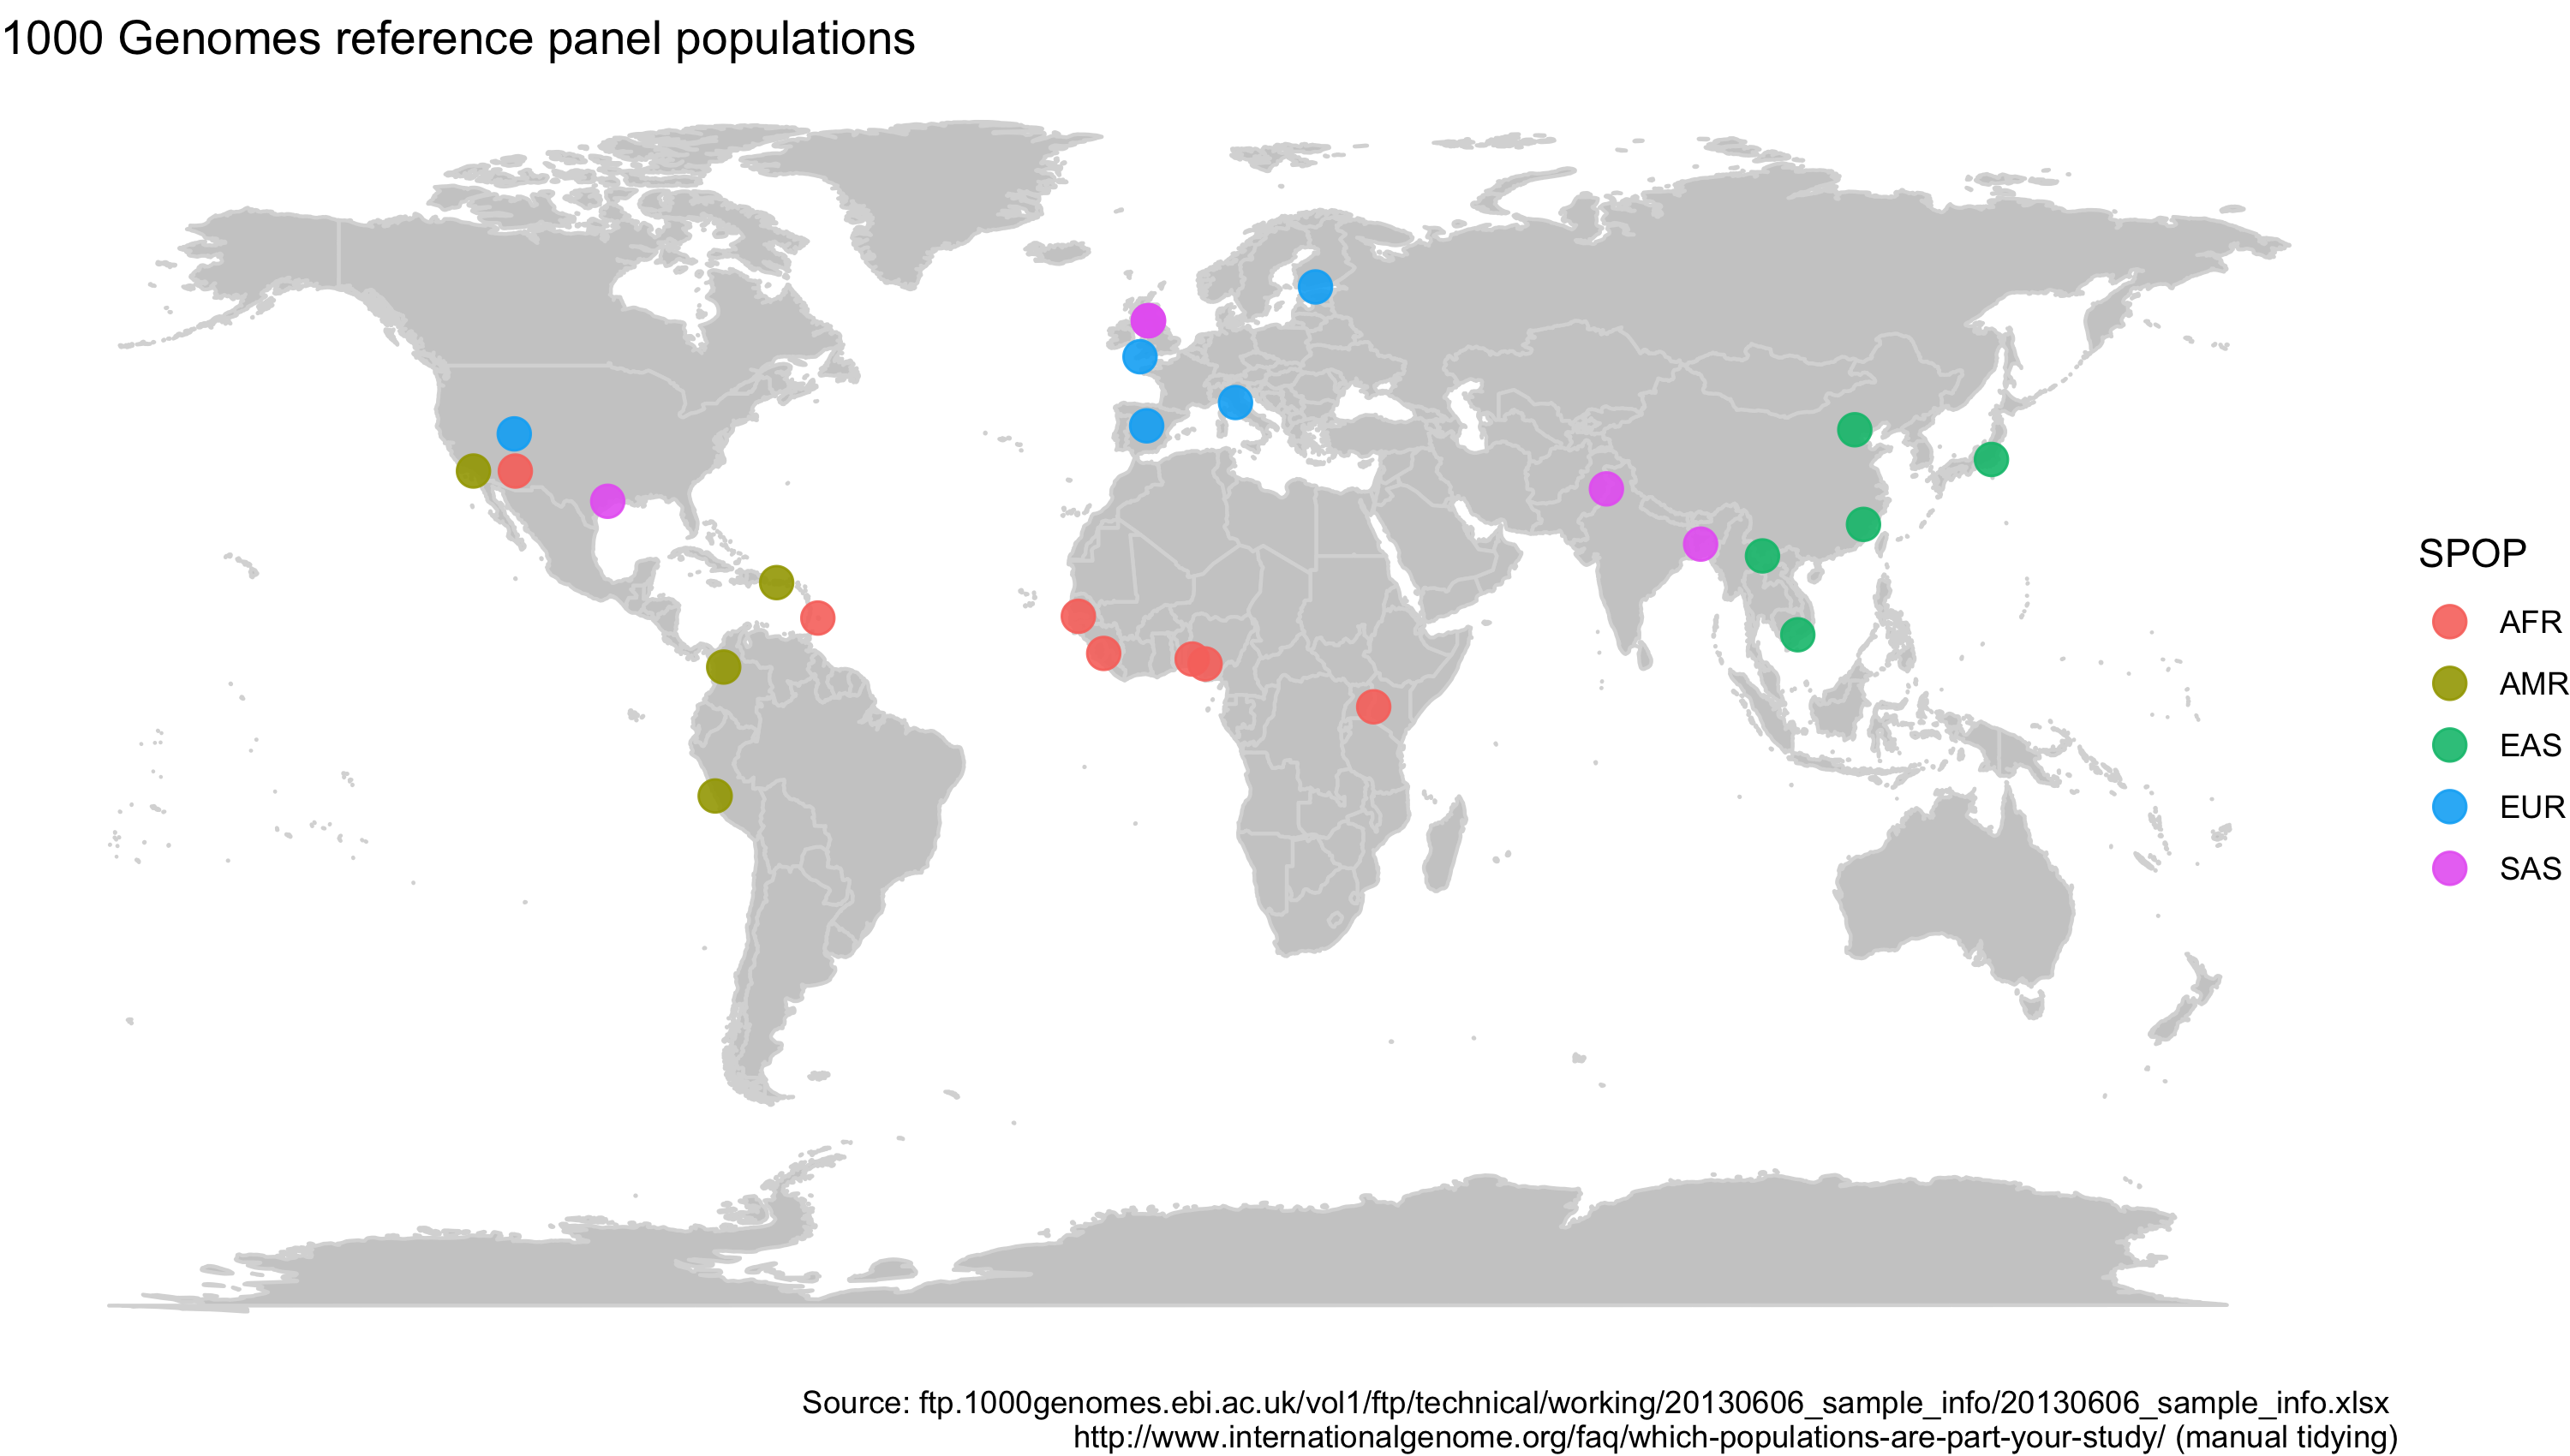 1000 Genomes reference panel populations
SPOP
AFR
AMR
EAS
EUR
SAS
Source: ftp.1000genomes.ebi.ac.uk/vol1/ftp/technical/working/20130606_sample_info/20130606_sample_info.xlsx
http://www.internationalgenome.org/faq/which-populations-are-part-your-study/ (manual tidying)